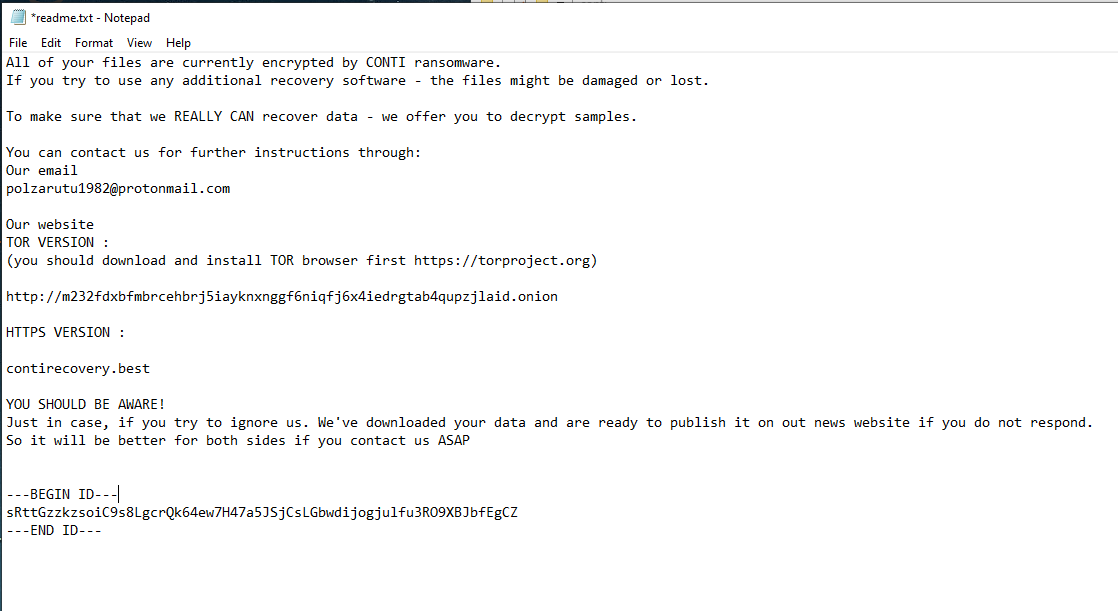 *readme.txt - Notepad
File Edit Format View Help
All of your files are currently encrypted by CONTI ransomware.
If you try to use any additional recovery software - the files might be damaged or lost.
To make sure that we REALLY CAN recover data - we offer you to decrypt samples.
You can contact us for further instructions through:
Our email
polzarutu1982@protonmail.com
Our website
TOR VERSION :
(you should download and install TOR browser first https://torproject.org)
http://m232fdxbfmbrcehbrj5iayknxnggf6niqfj6x4iedrgtab4qupzjlaid.onion
HTTPS VERSION :
contirecovery.best
YOU SHOULD BE AWARE!
Just in case, if you try to ignore us. We've downloaded your data and are ready to publish it on out news website if you do not respond.
So it will be better for both sides if you contact us ASAP
---BEGIN ID---
sRttGzzkzsoiC9s8LgcrQk64ew7H47a5JSjCsLGbwdijogjulfu3RO9XBJbfEgCZ
---END ID---